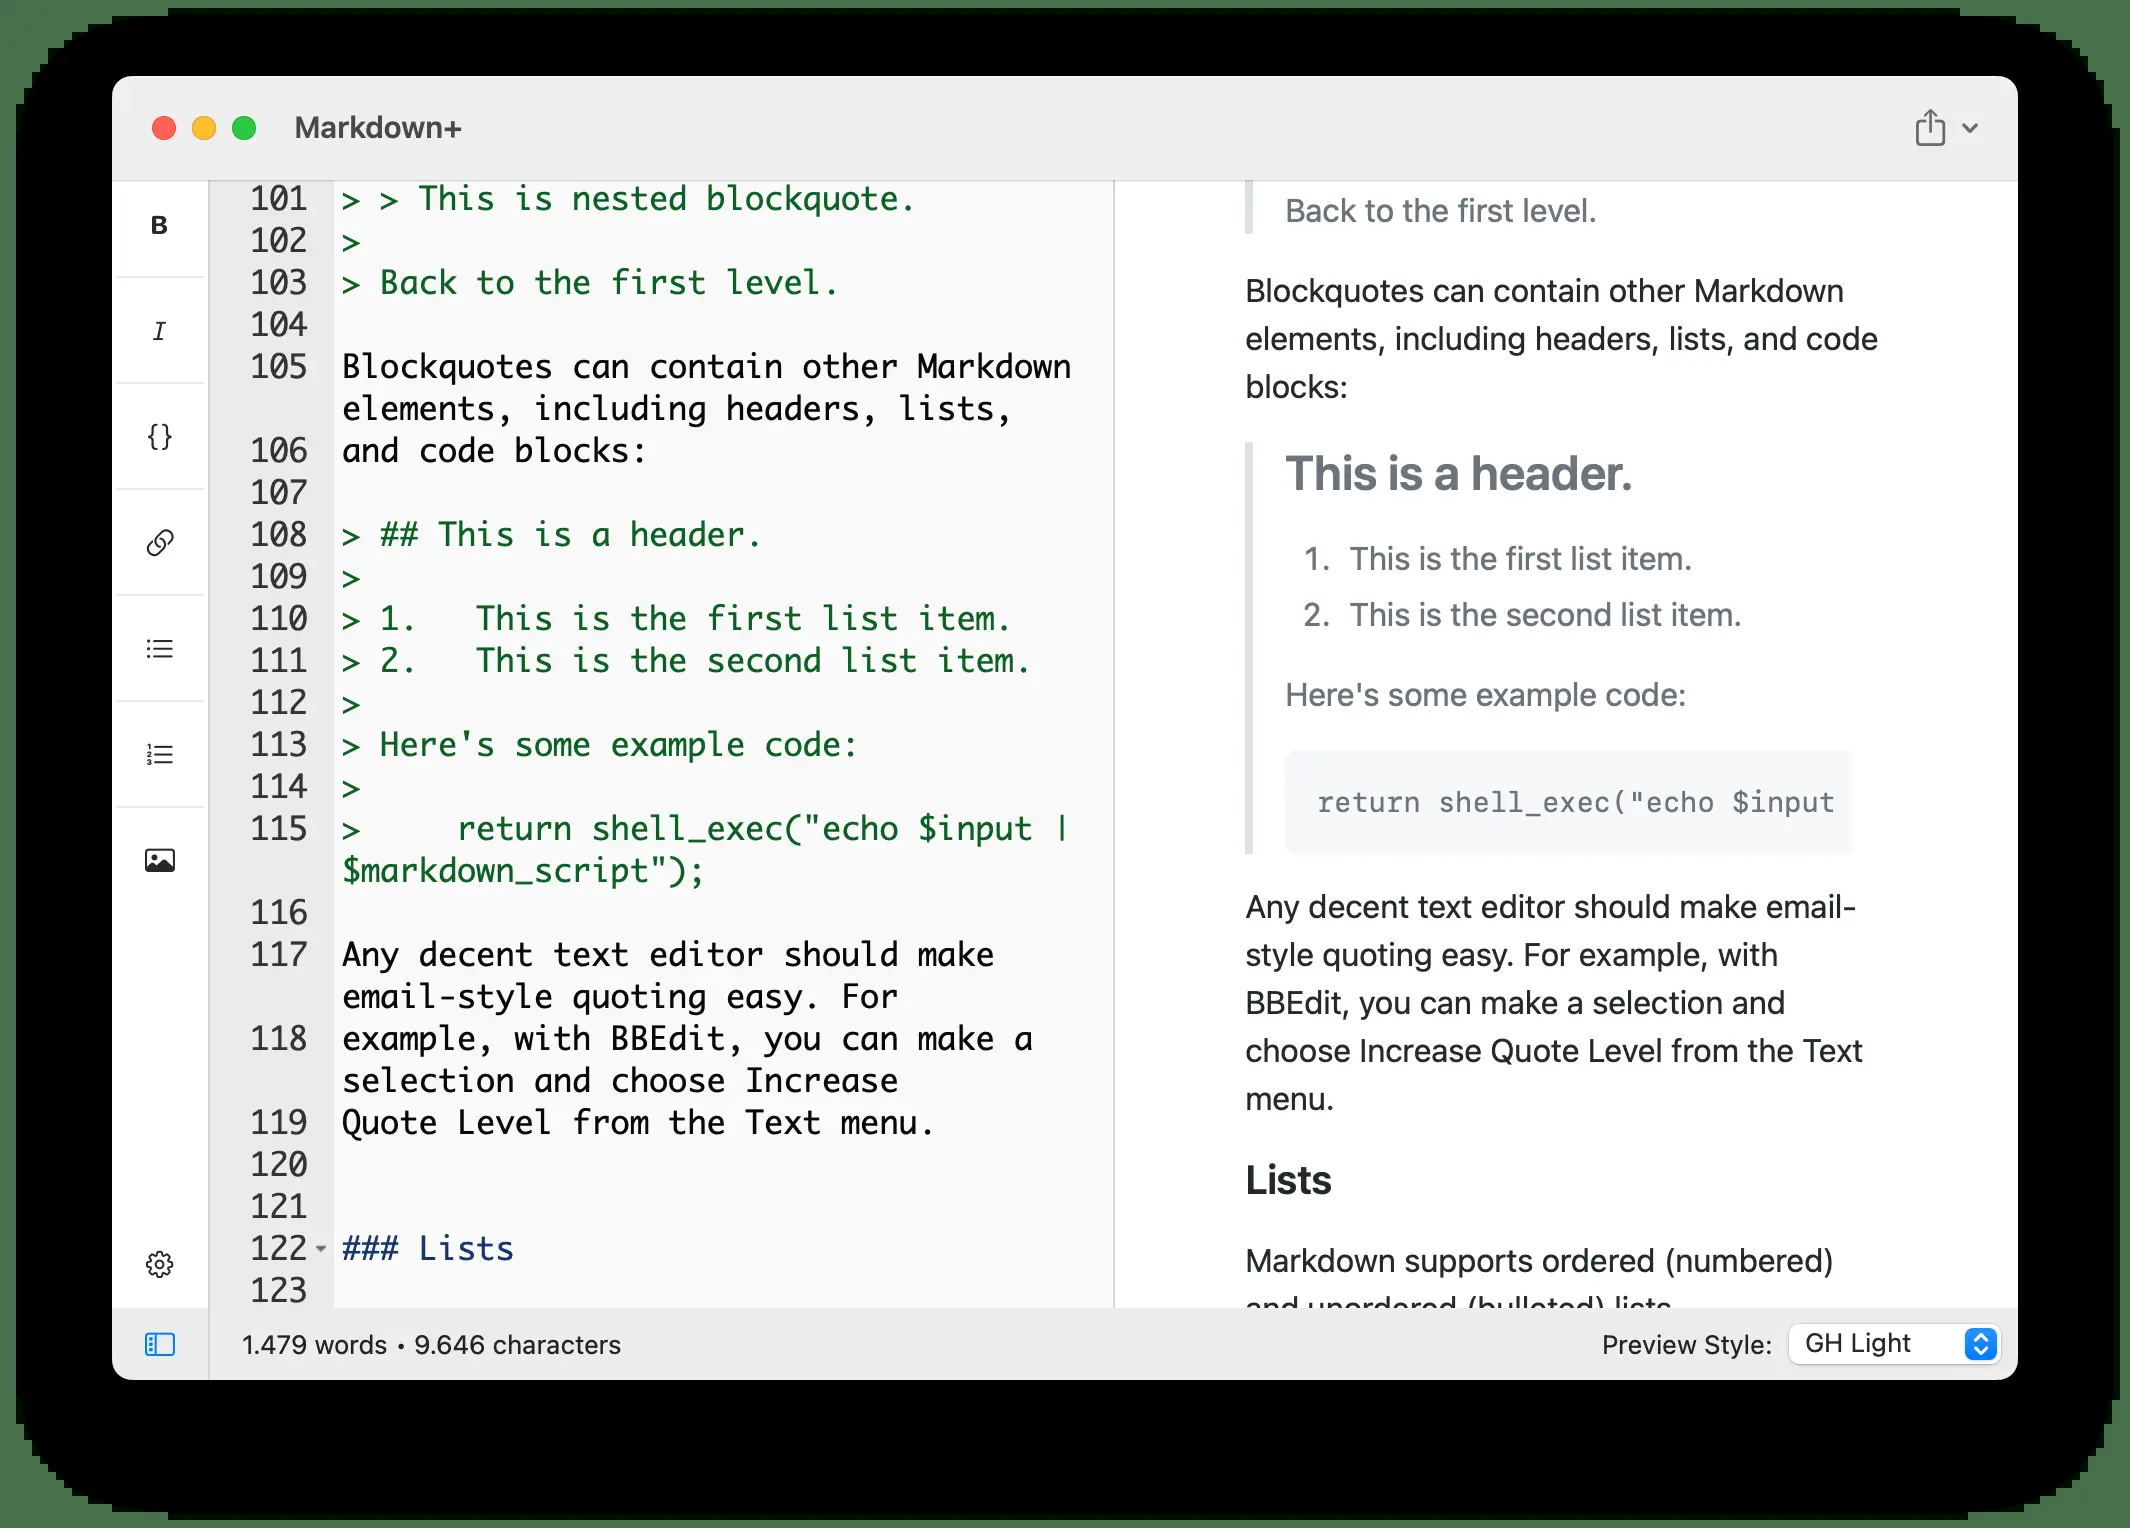 Markdown+
B
I
{}
101 > > This is nested blockquote.
102 >
103 > Back to the first level.
104
105 Blockquotes can contain other Markdown
elements, including headers, lists,
106 and code blocks:
107
108 > ## This is a header.
109 >
110 > 1.   This is the first list item.
111 > 2.   This is the second list item.
112 >
113 > Here's some example code:
114 >
115 >     return shell_exec("echo $input |
$markdown_script");
116
117 Any decent text editor should make
email-style quoting easy. For
118 example, with BBEdit, you can make a
selection and choose Increase
119 Quote Level from the Text menu.
120
121
122 ### Lists
123
Back to the first level.
Blockquotes can contain other Markdown
elements, including headers, lists, and code
blocks:
This is a header.
1. This is the first list item.
2. This is the second list item.
Here's some example code:
return shell_exec("echo $input
Any decent text editor should make email-
style quoting easy. For example, with
BBEdit, you can make a selection and
choose Increase Quote Level from the Text
menu.
Lists
Markdown supports ordered (numbered)
and unordered (bulleted) lists
1.479 words • 9.646 characters
Preview Style: GH Light